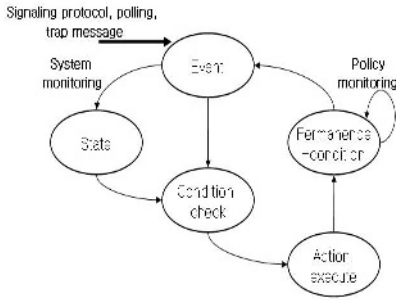 Signaling protocol, polling,
trap message
System
monitoring
Event
Policy
monitoring
State
Permanence
-condition
Condition
check
Action
execute